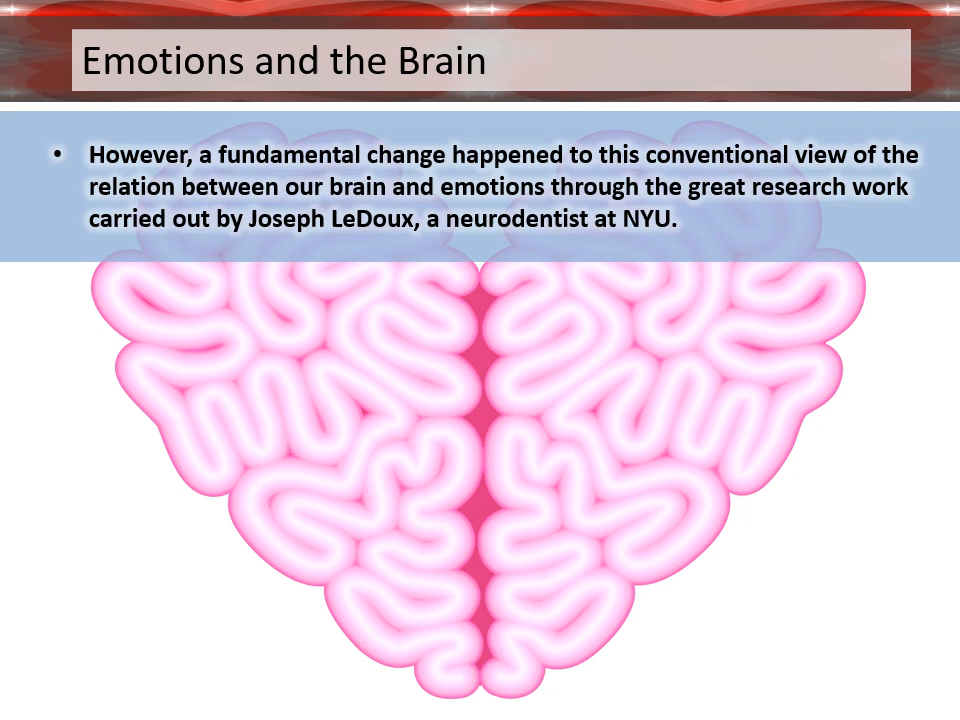 Emotions and the Brain
• However, a fundamental change happened to this conventional view of the
relation between our brain and emotions through the great research work
carried out by Joseph LeDoux, a neurodentist at NYU.